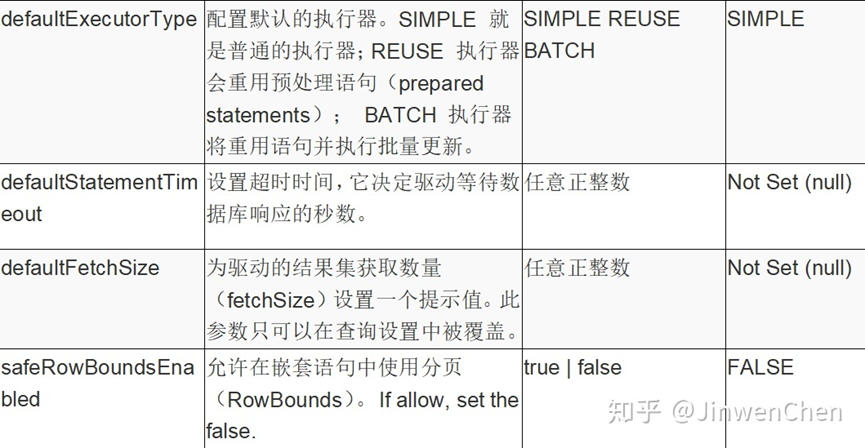 defaultExecutorType
配置默认的执行器。SIMPLE 就
是普通的执行器；REUSE 执行器
会重用预处理语句（prepared
statements）； BATCH 执行器
将重用语句并执行批量更新。
SIMPLE REUSE
BATCH
SIMPLE
defaultStatementTim
eout
设置超时时间，它决定驱动等待数
据库响应的秒数。
任意正整数
Not Set (null)
defaultFetchSize
为驱动的结果集获取数量
（fetchSize）设置一个提示值。此
参数只可以在查询设置中被覆盖。
任意正整数
Not Set (null)
safeRowBoundsEna
bled
允许在嵌套语句中使用分页
（RowBounds）。If allow, set the
false.
true | false
FALSE
知乎 @JinwenChen